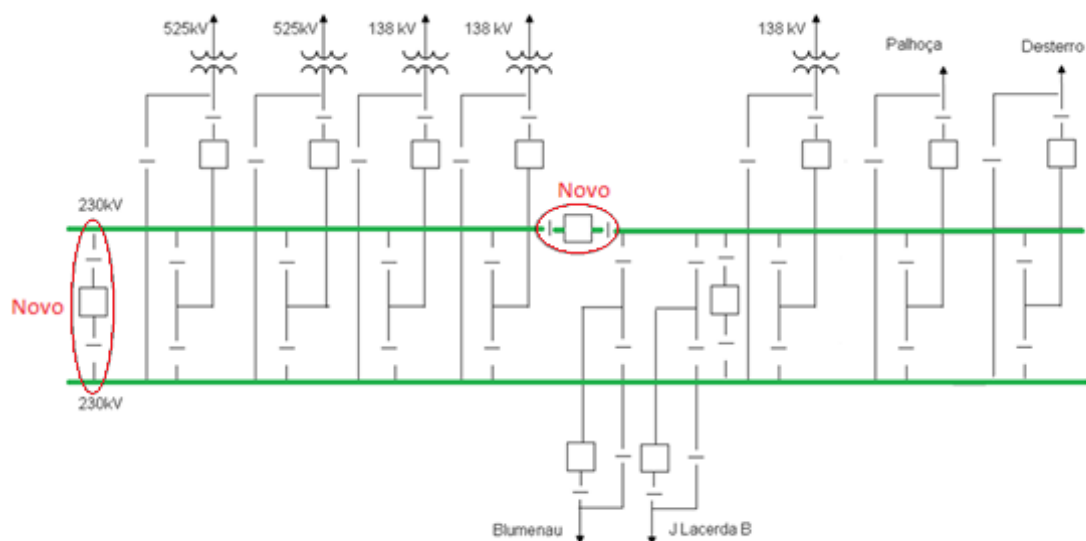 525kV
525kV
138 kV
138 kV
138 kV
Palhoça
Desterro
230kV
Novo
Novo
230kV
Blumenau
J.Lacerda B